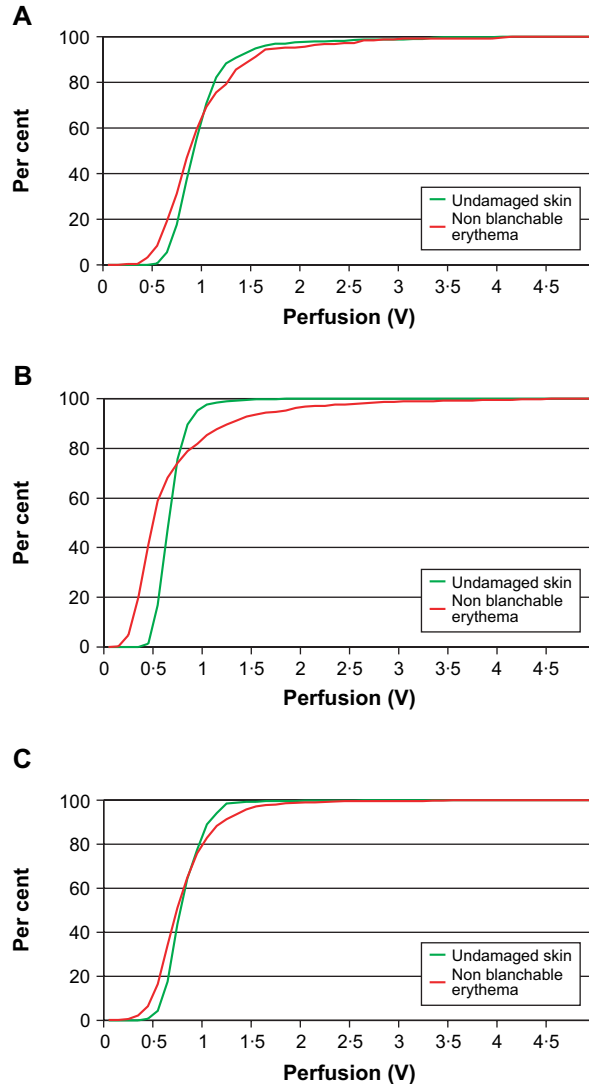 A
100
80
60
40
20
0
Per cent
Undamaged skin
Non blanchable
erythema
0 0·5 1 1·5 2 2·5 3 3·5 4 4·5
Perfusion (V)
B
100
80
60
40
20
0
Per cent
Undamaged skin
Non blanchable
erythema
0 0·5 1 1·5 2 2·5 3 3·5 4 4·5
Perfusion (V)
C
100
80
60
40
20
0
Per cent
Undamaged skin
Non blanchable
erythema
0 0·5 1 1·5 2 2·5 3 3·5 4 4·5
Perfusion (V)